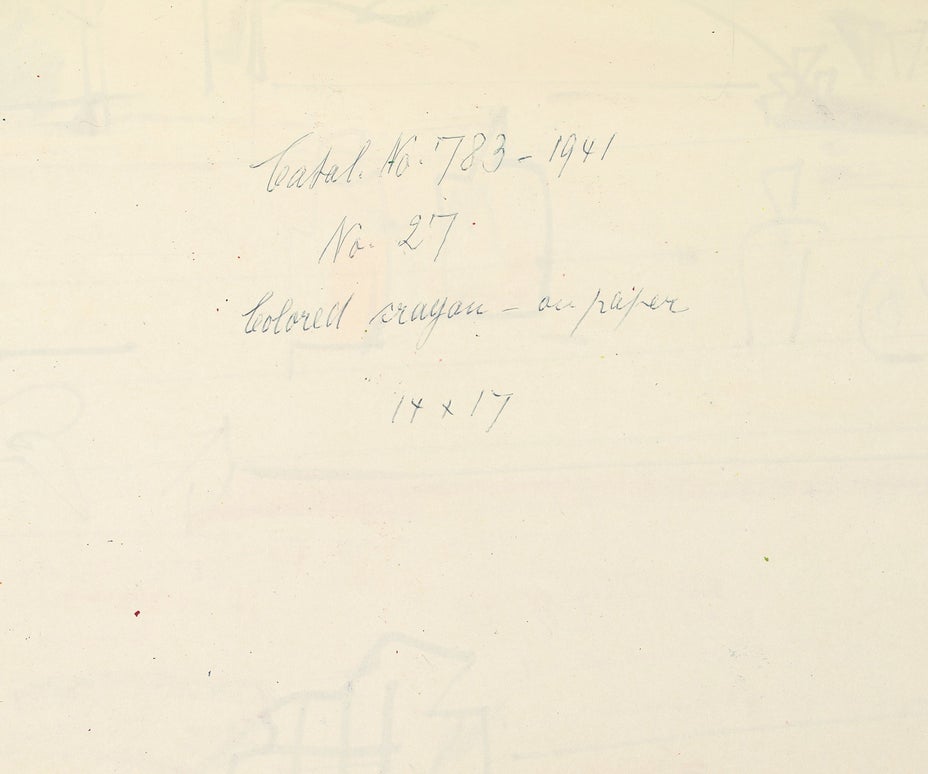 Catal. No. 783 - 1941
No. 27
Colored crayon - on paper
14 x 17